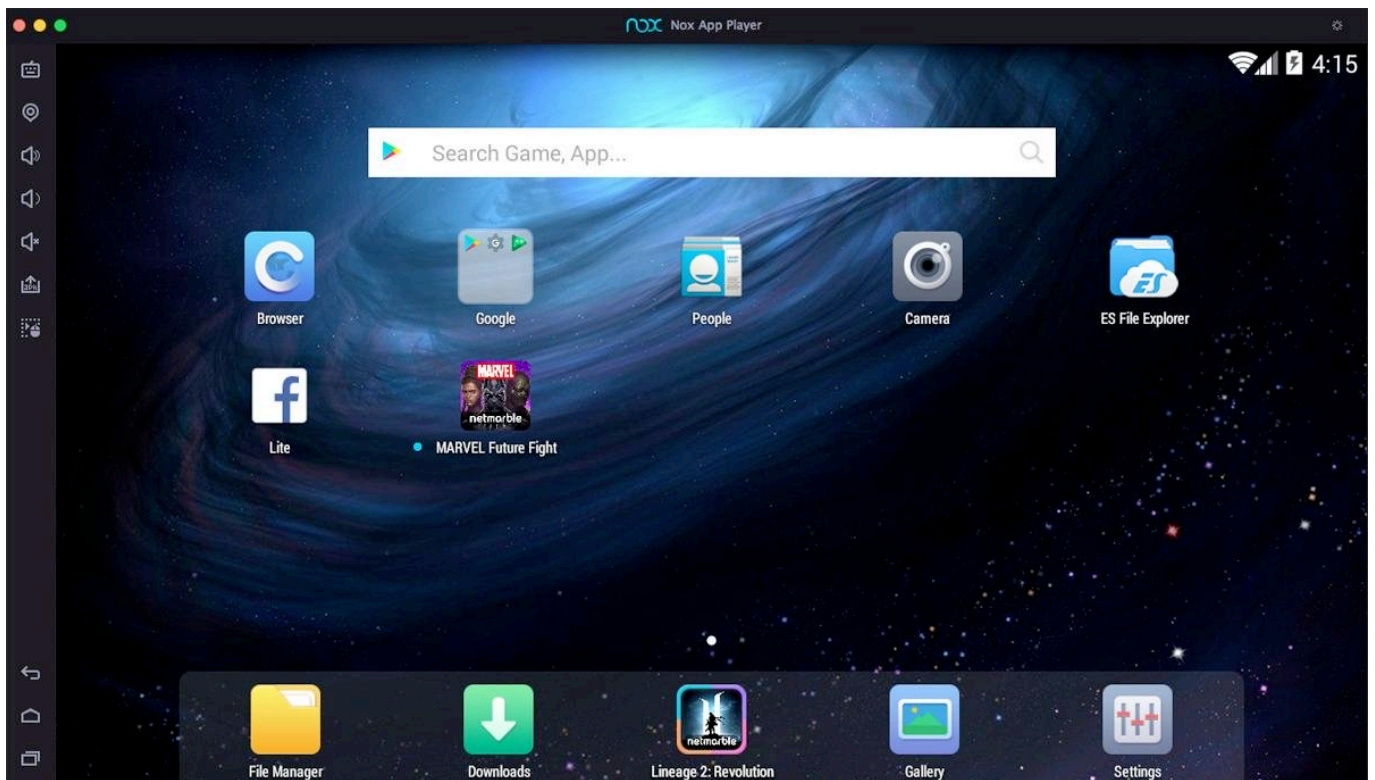 nox Nox App Player
4:15
Search Game, App...
Browser
Google
People
Camera
ES File Explorer
Lite
MARVEL
netmarble
MARVEL Future Fight
netmarble
File Manager
Downloads
Lineage 2: Revolution
Gallery
Settings